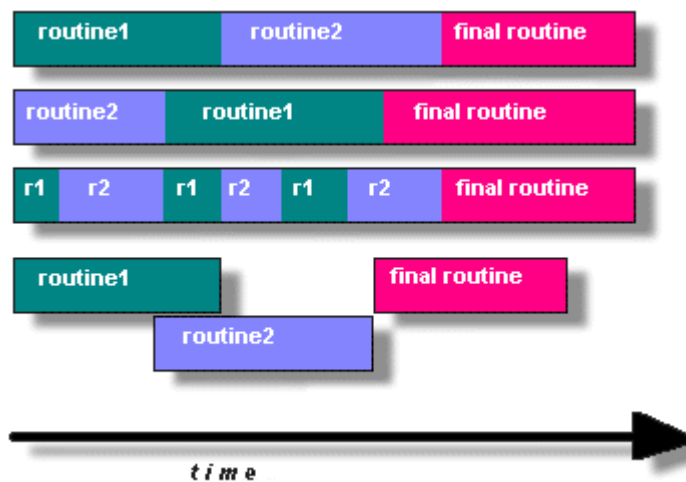 routine1 routine2 final routine
routine2 routine1 final routine
r1 r2 r1 r2 r1 r2 final routine
routine1 final routine
routine2
time